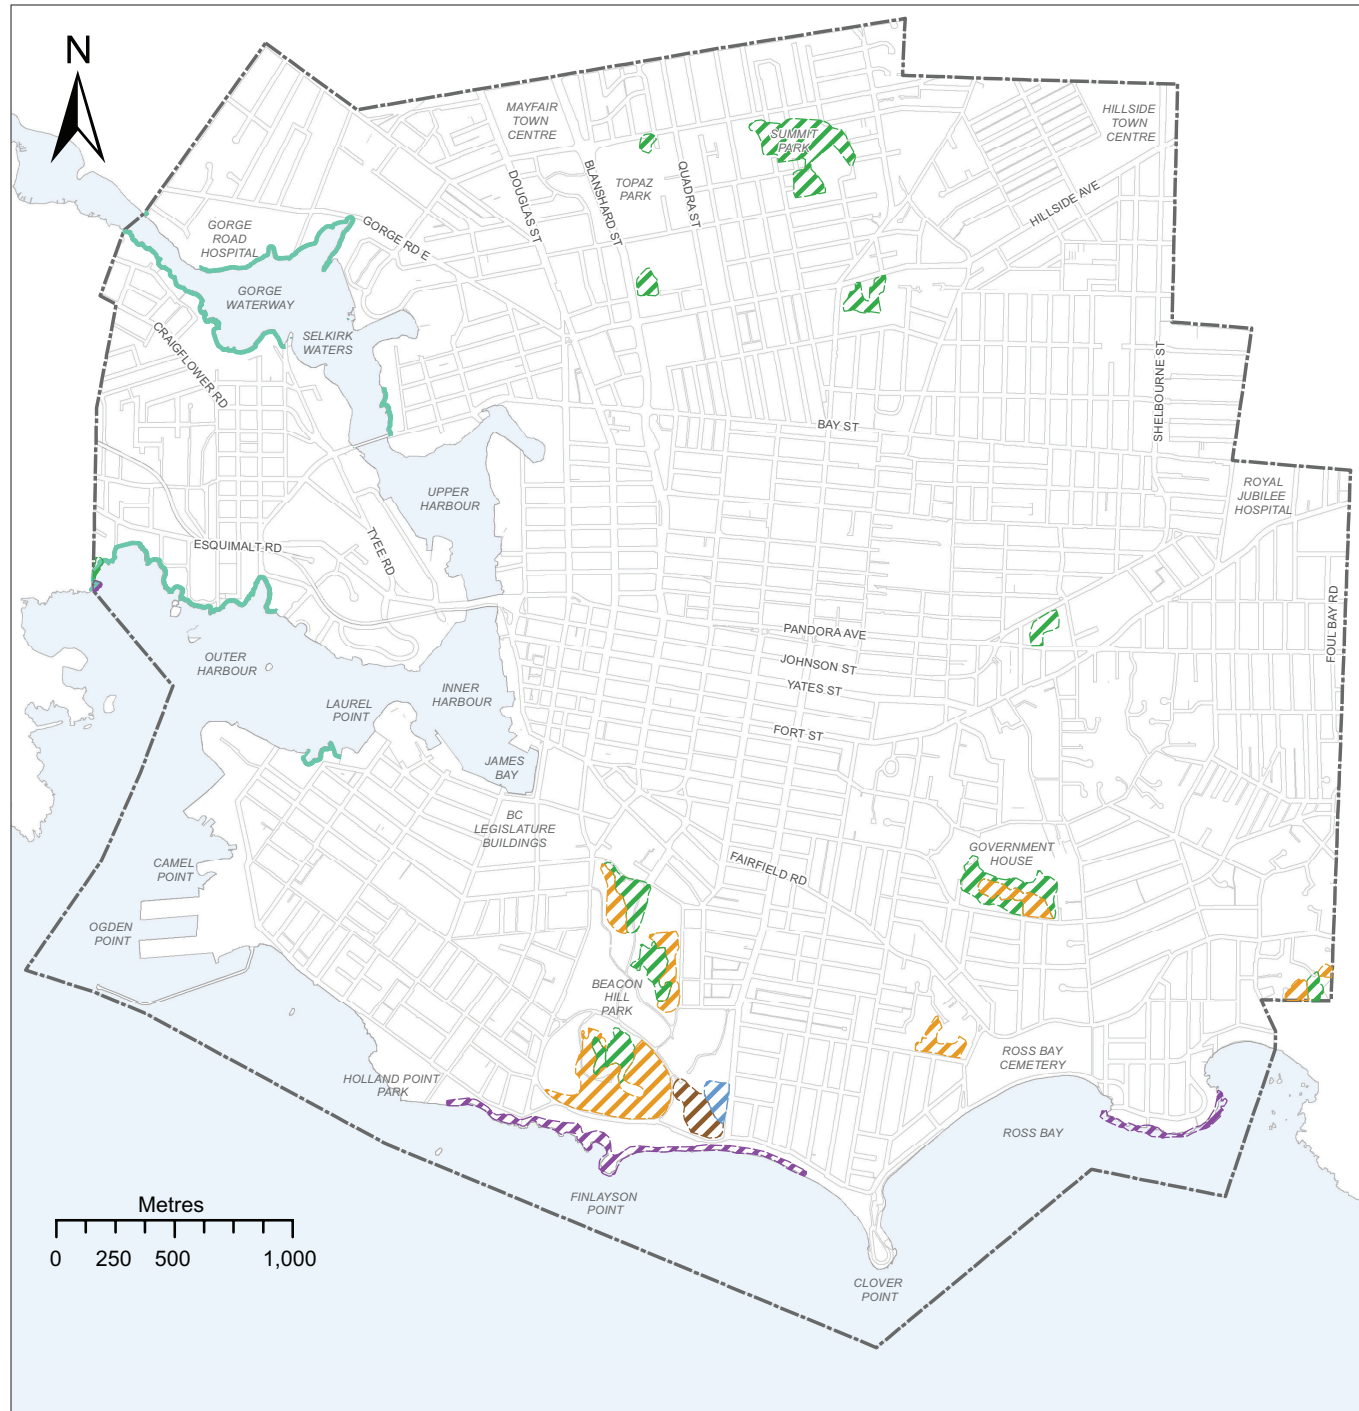 N
MAYFAIR
TOWN
CENTRE
HILLSIDE
TOWN
CENTRE
SUMMIT
PARK
TOPAZ
PARK
DOUGLAS ST
BLANSHARD ST
QUADRA ST
HILLSIDE AVE
GORGE
ROAD
HOSPITAL
GORGE RD E
GORGE
WATERWAY
SELKIRK
WATERS
CRAIGFLOWER RD
SHELBOURNE ST
BAY ST
UPPER
HARBOUR
ROYAL
JUBILEE
HOSPITAL
ESQUIMALT RD
TYEE RD
FOUL BAY RD
PANDORA AVE
JOHNSON ST
YATES ST
FORT ST
OUTER
HARBOUR
INNER
HARBOUR
LAUREL
POINT
JAMES
BAY
BC
LEGISLATURE
BUILDINGS
FAIRFIELD RD
GOVERNMENT
HOUSE
CAMEL
POINT
OGDEN
POINT
BEACON
HILL
PARK
HOLLAND POINT
PARK
ROSS BAY
CEMETERY
ROSS BAY
FINLAYSON
POINT
CLOVER
POINT
Metres
0 250 500 1,000